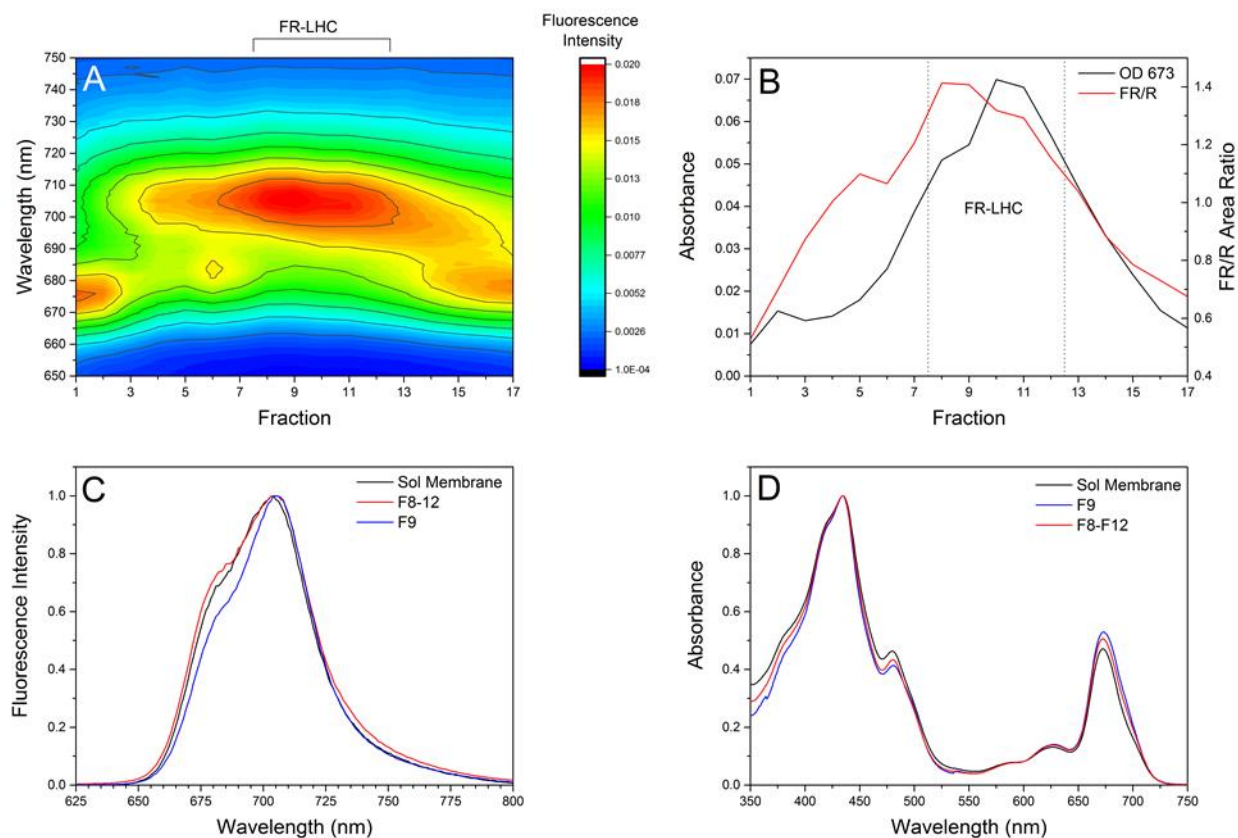 FR-LHC
Fluorescence
Intensity
A
750
740
730
720
710
700
690
680
670
660
650
Wavelength (nm)
1 3 5 7 9 11 13 15 17
Fraction
0.020
0.018
0.015
0.013
0.010
0.0077
0.0052
0.0026
1.0E-04
B
OD 673
FR/R
0.07
0.06
0.05
0.04
0.03
0.02
0.01
0.00
Absorbance
FR-LHC
1.4
1.2
1.0
0.8
0.6
0.4
FR/R Area Ratio
1 3 5 7 9 11 13 15 17
Fraction
C
Sol Membrane
F8-12
F9
1.0
0.8
0.6
0.4
0.2
0.0
Fluorescence Intensity
625 650 675 700 725 750 775 800
Wavelength (nm)
D
Sol Membrane
F9
F8-F12
1.0
0.8
0.6
0.4
0.2
0.0
Absorbance
350 400 450 500 550 600 650 700 750
Wavelength (nm)